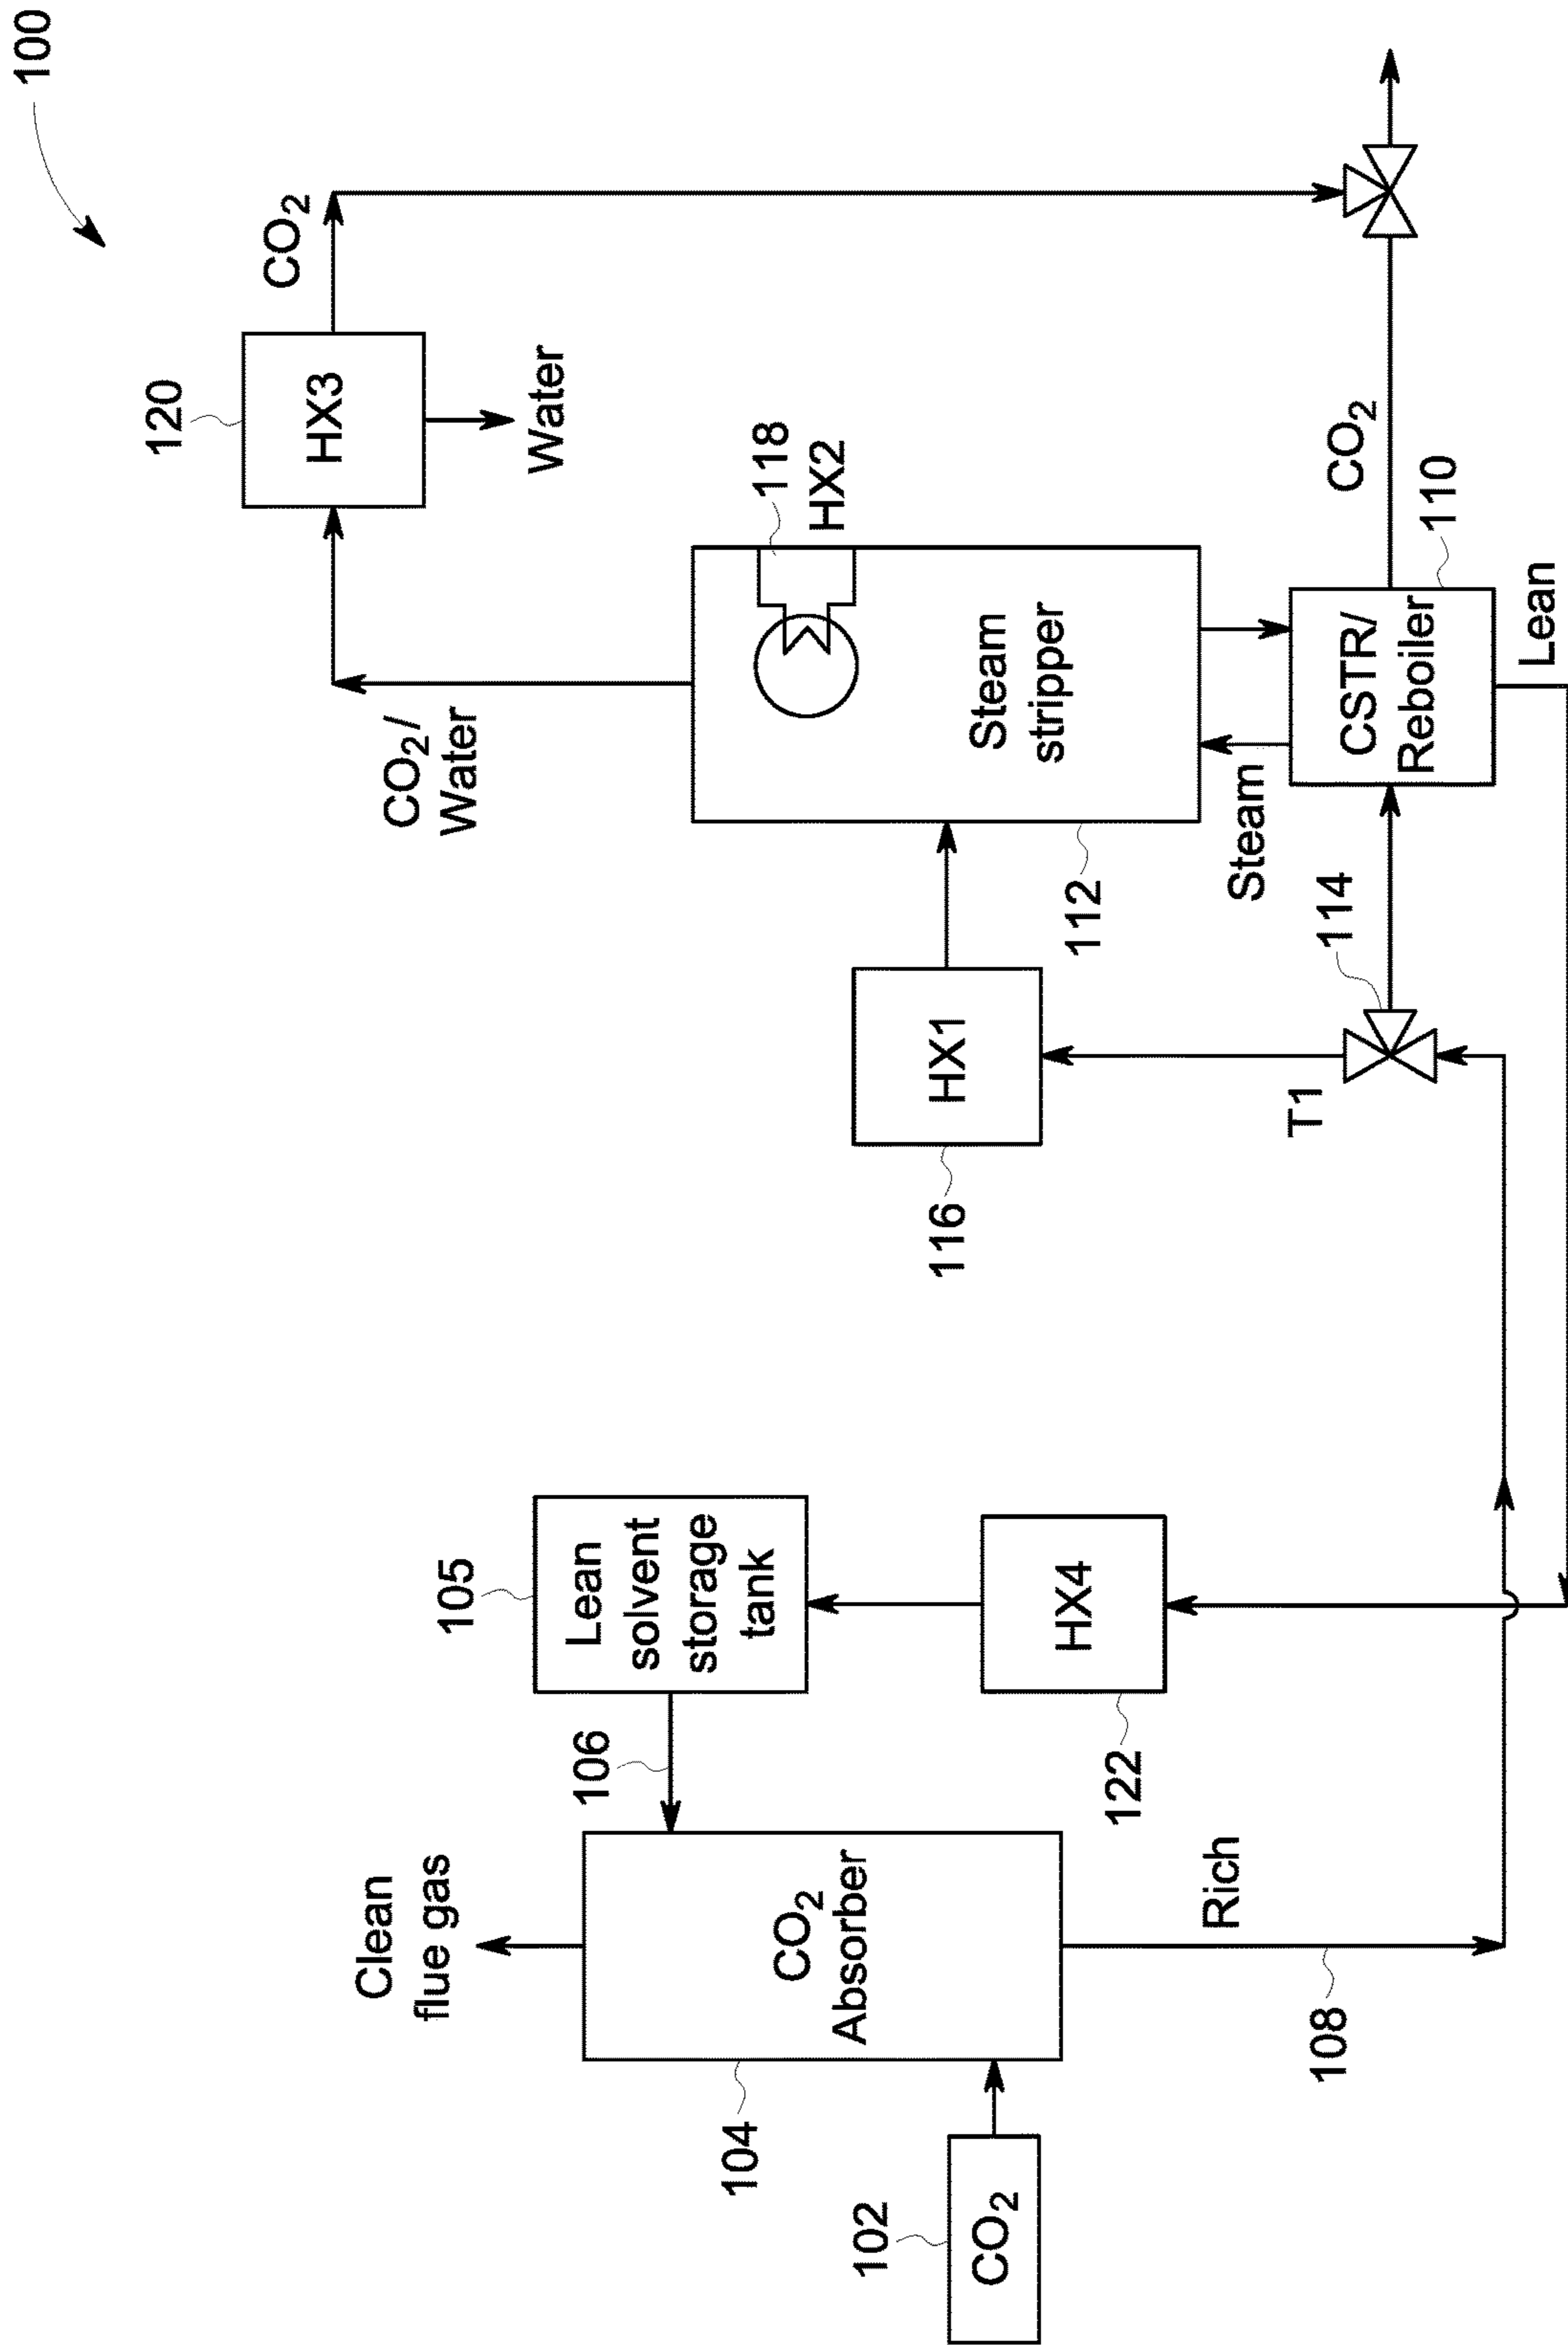 100
CO2
120
HX3
Water
CO2/
Water
118
HX2
Steam
stripper
112
HX1
116
T1
114
Steam
CSTR/
Reboiler
110
CO2
Lean
105
Lean
solvent
storage
tank
106
HX4
122
Clean
flue gas
CO2
Absorber
104
102
CO2
Rich
108